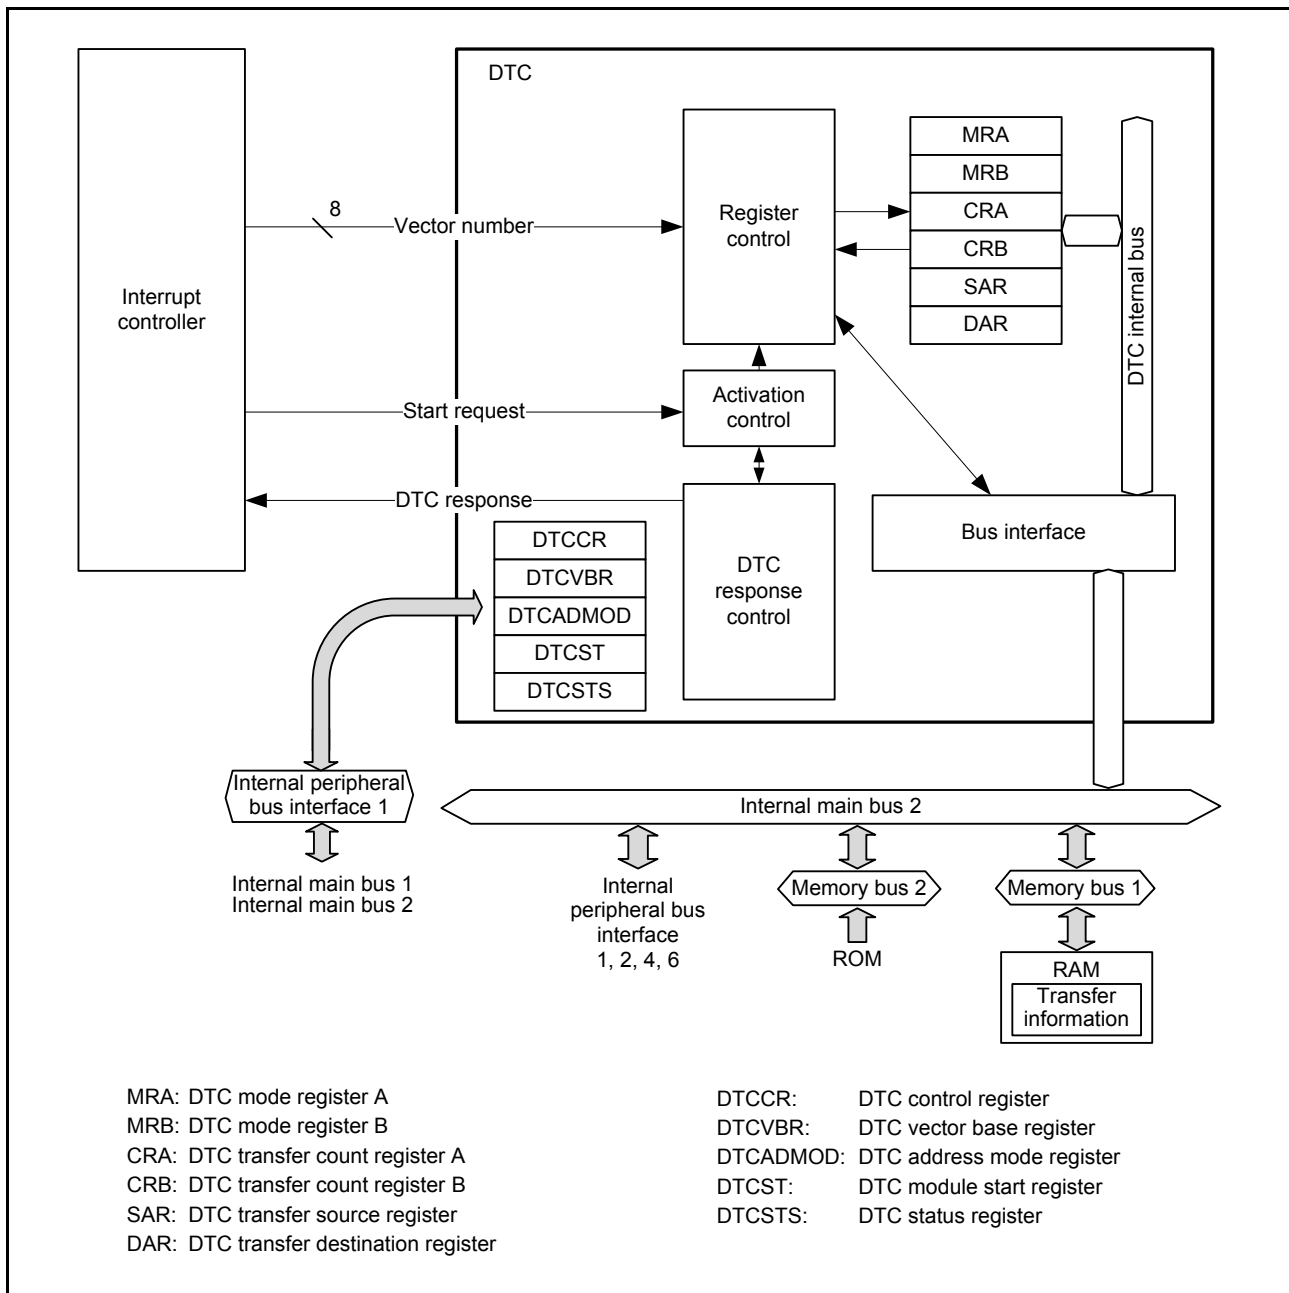 DTC
MRA
MRB
CRA
CRB
SAR
DAR
8
Vector number
Register
control
Interrupt
controller
DTC internal bus
Start request
Activation
control
DTC response
Bus interface
DTCCR
DTCVBR
DTCADMOD
DTCST
DTCSTS
DTC
response
control
Internal peripheral
bus interface 1
Internal main bus 2
Internal main bus 1
Internal main bus 2
Internal
peripheral bus
interface
1, 2, 4, 6
Memory bus 2
ROM
Memory bus 1
RAM
Transfer
information
MRA: DTC mode register A
MRB: DTC mode register B
CRA: DTC transfer count register A
CRB: DTC transfer count register B
SAR: DTC transfer source register
DAR: DTC transfer destination register
DTCCR: DTC control register
DTCVBR: DTC vector base register
DTCADMOD: DTC address mode register
DTCST: DTC module start register
DTCSTS: DTC status register